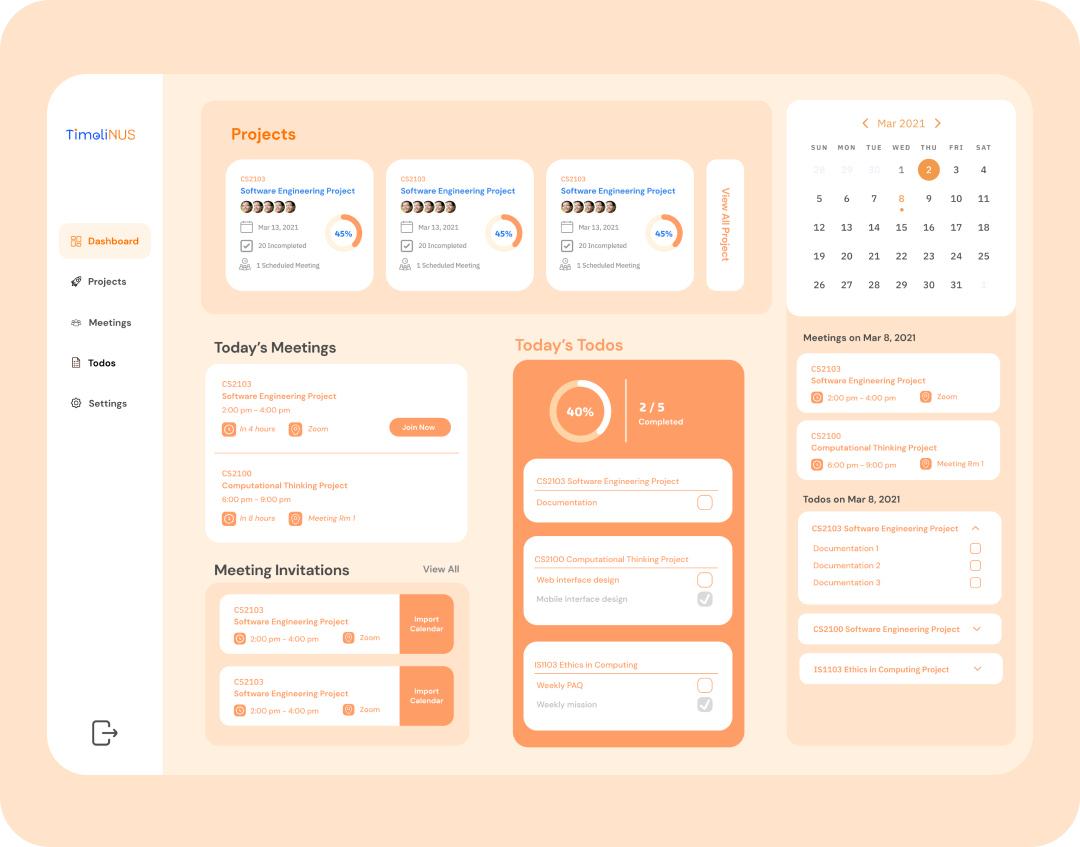 TimoliNUS
Dashboard
Projects
Meetings
Todos
Settings
Projects
CS2103
Software Engineering Project
Mar 13, 2021
20 Incompleted
1 Scheduled Meeting
45%
CS2103
Software Engineering Project
Mar 13, 2021
20 Incompleted
1 Scheduled Meeting
45%
CS2103
Software Engineering Project
Mar 13, 2021
20 Incompleted
1 Scheduled Meeting
45%
View All Project
Today's Meetings
CS2103
Software Engineering Project
2:00 pm - 4:00 pm
In 4 hours Zoom
Join Now
CS2100
Computational Thinking Project
6:00 pm - 9:00 pm
In 8 hours Meeting Rm 1
Meeting Invitations
View All
CS2103
Software Engineering Project
2:00 pm - 4:00 pm Zoom
Import
Calendar
CS2103
Software Engineering Project
2:00 pm - 4:00 pm Zoom
Import
Calendar
Today's Todos
40%
2 / 5
Completed
CS2103 Software Engineering Project
Documentation
CS2100 Computational Thinking Project
Web interface design
Mobile interface design
IS1103 Ethics in Computing
Weekly PAQ
Weekly mission
Mar 2021
SUN MON TUE WED THU FRI SAT
28 29 30 1 2 3 4
5 6 7 8 9 10 11
12 13 14 15 16 17 18
19 20 21 22 23 24 25
26 27 28 29 30 31 1
Meetings on Mar 8, 2021
CS2103
Software Engineering Project
2:00 pm - 4:00 pm Zoom
CS2100
Computational Thinking Project
6:00 pm - 9:00 pm Meeting Rm 1
Todos on Mar 8, 2021
CS2103 Software Engineering Project
Documentation 1
Documentation 2
Documentation 3
CS2100 Software Engineering Project
IS1103 Ethics in Computing Project